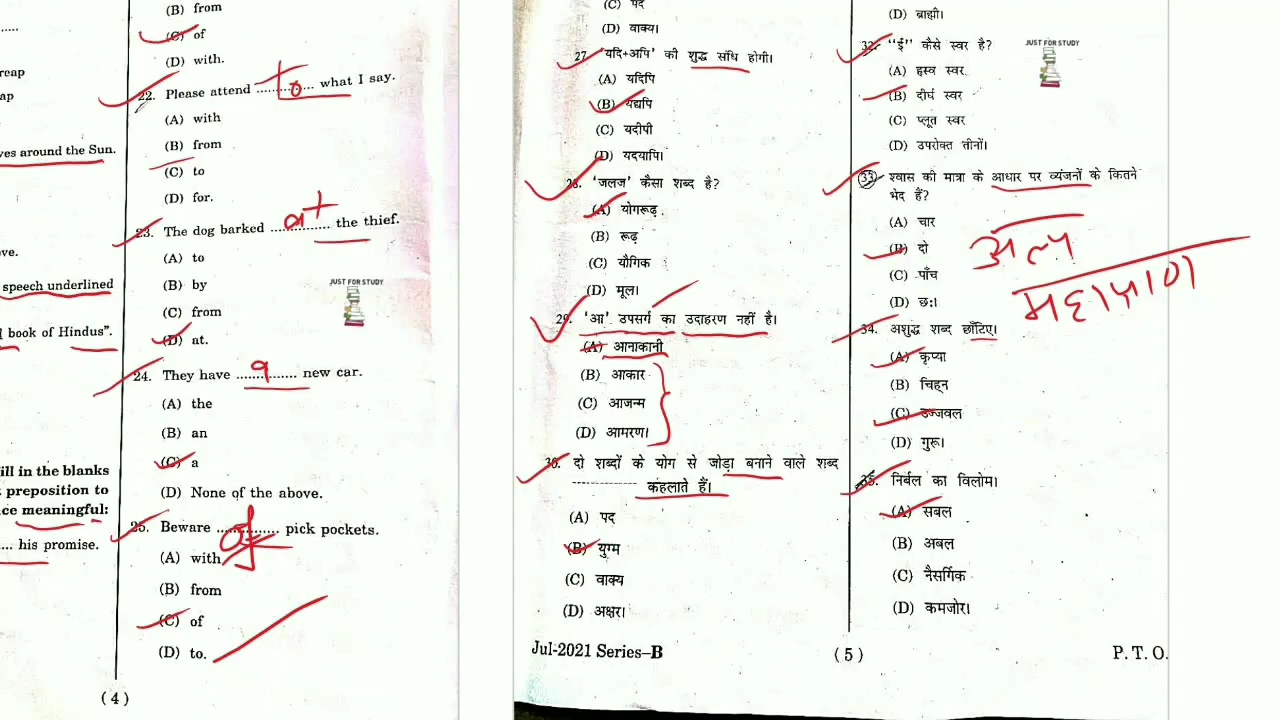 reap
ap
ves around the Sun.
ve.
speech underlined
book of Hindus”.
ill in the blanks
preposition to
ce meaningful:
.... his promise.
(B) from
(C) of
(D) with.
22. Please attend .............. what I say.
to
(A) with
(B) from
(C) to
(D) for.
23. The dog barked .............. the thief.
at
(A) to
(B) by
(C) from
(D) at.
JUST FOR STUDY
24. They have .............. new car.
a
(A) the
(B) an
(C) a
(D) None of the above.
25. Beware .............. pick pockets.
of
(A) with
(B) from
(C) of
(D) to.
(4)
(C) पद
(D) वाक्य।
27. 'यदि+अपि' की शुद्ध संधि होगी।
(A) यदिपि
(B) यद्यपि
(C) यदीपी
(D) यदयापि।
28. 'जलज' कैसा शब्द है?
(A) योगरूढ़
(B) रूढ़
(C) यौगिक
(D) मूल।
29. 'आ' उपसर्ग का उदाहरण नहीं है।
(A) आनाकानी
(B) आकार
(C) आजन्म
(D) आमरण।
30. दो शब्दों के योग से जोड़ा बनाने वाले शब्द
-------------- कहलाते हैं।
(A) पद
(B) युग्म
(C) वाक्य
(D) अक्षर।
Jul-2021 Series–B
(D) ब्राह्मी।
32. “ई” कैसे स्वर है?
JUST FOR STUDY
(A) हृस्व स्वर
(B) दीर्घ स्वर
(C) प्लूत स्वर
(D) उपरोक्त तीनों।
33. श्वास की मात्रा के आधार पर व्यंजनों के कितने
भेद हैं?
(A) चार
(B) दो
(C) पाँच
(D) छः।
अल्प
महाप्राण
34. अशुद्ध शब्द छाँटिए।
(A) कृप्या
(B) चिह्न
(C) उज्जवल
(D) गुरू।
35. निर्बल का विलोम।
(A) सबल
(B) अबल
(C) नैसर्गिक
(D) कमजोर।
(5)
P. T. O.